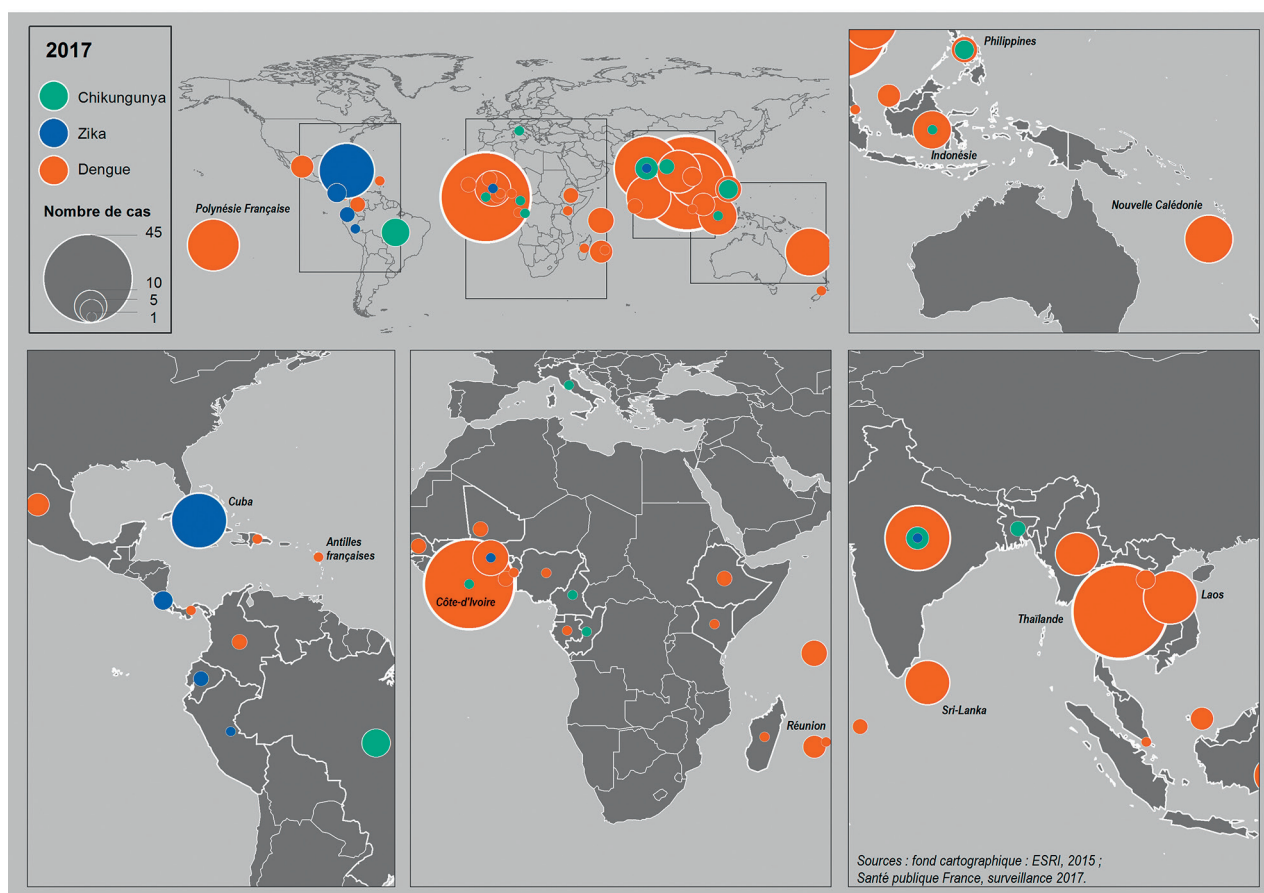 2017
Chikungunya
Zika
Dengue
Nombre de cas
45
10
5
1
Polynésie Française
Philippines
Indonésie
Nouvelle Calédonie
Cuba
Antilles
françaises
Côte-d'Ivoire
Réunion
Thaïlande
Laos
Sri-Lanka
Sources : fond cartographique : ESRI, 2015 ;
Santé publique France, surveillance 2017.